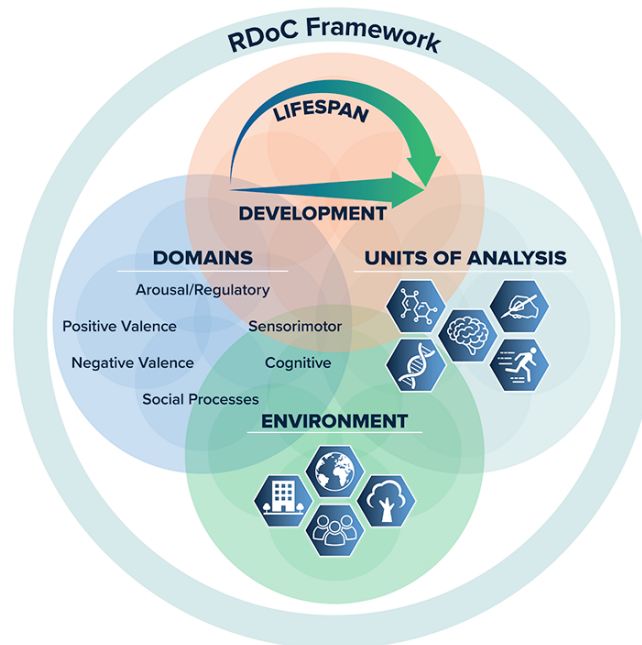 RDoC Framework
LIFESPAN
DEVELOPMENT
DOMAINS
Arousal/Regulatory
Positive Valence
Sensorimotor
Negative Valence
Cognitive
Social Processes
UNITS OF ANALYSIS
ENVIRONMENT